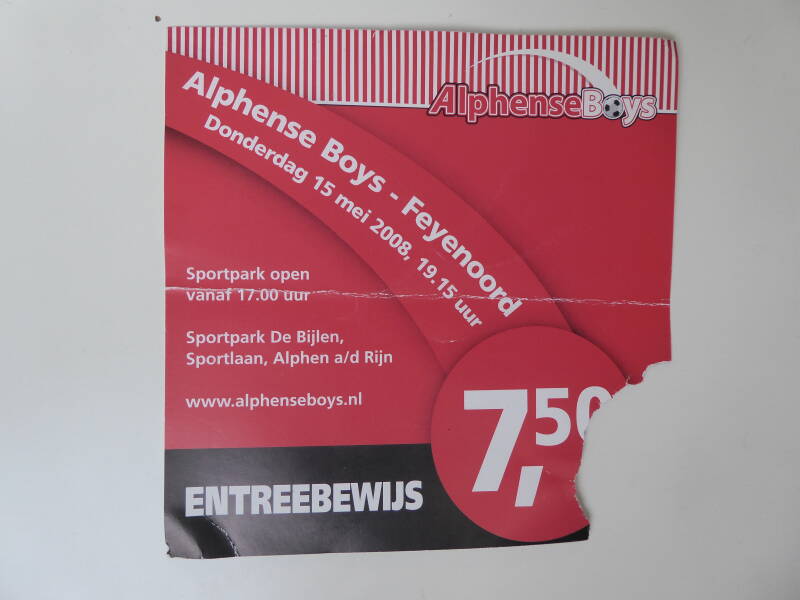 AlphenseBoys
Alphense Boys - Feyenoord
Donderdag 15 mei 2008, 19.15 uur
Sportpark open
vanaf 17.00 uur
Sportpark De Bijlen,
Sportlaan, Alphen a/d Rijn
www.alphenseboys.nl
7,50
ENTREEBEWIJS